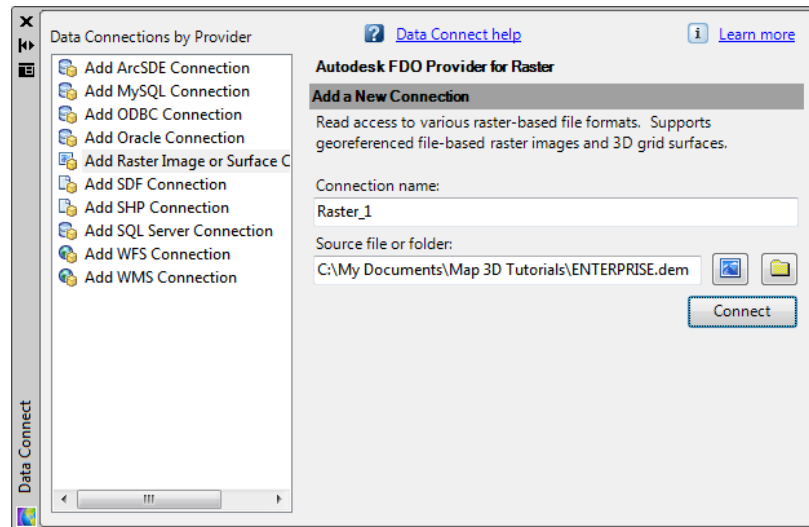 Data Connections by Provider
Data Connect help
Learn more
Add ArcSDE Connection
Add MySQL Connection
Add ODBC Connection
Add Oracle Connection
Add Raster Image or Surface C
Add SDF Connection
Add SHP Connection
Add SQL Server Connection
Add WFS Connection
Add WMS Connection
Autodesk FDO Provider for Raster
Add a New Connection
Read access to various raster-based file formats. Supports
georeferenced file-based raster images and 3D grid surfaces.
Connection name:
Raster_1
Source file or folder:
C:\My Documents\Map 3D Tutorials\ENTERPRISE.dem
Connect
Data Connect